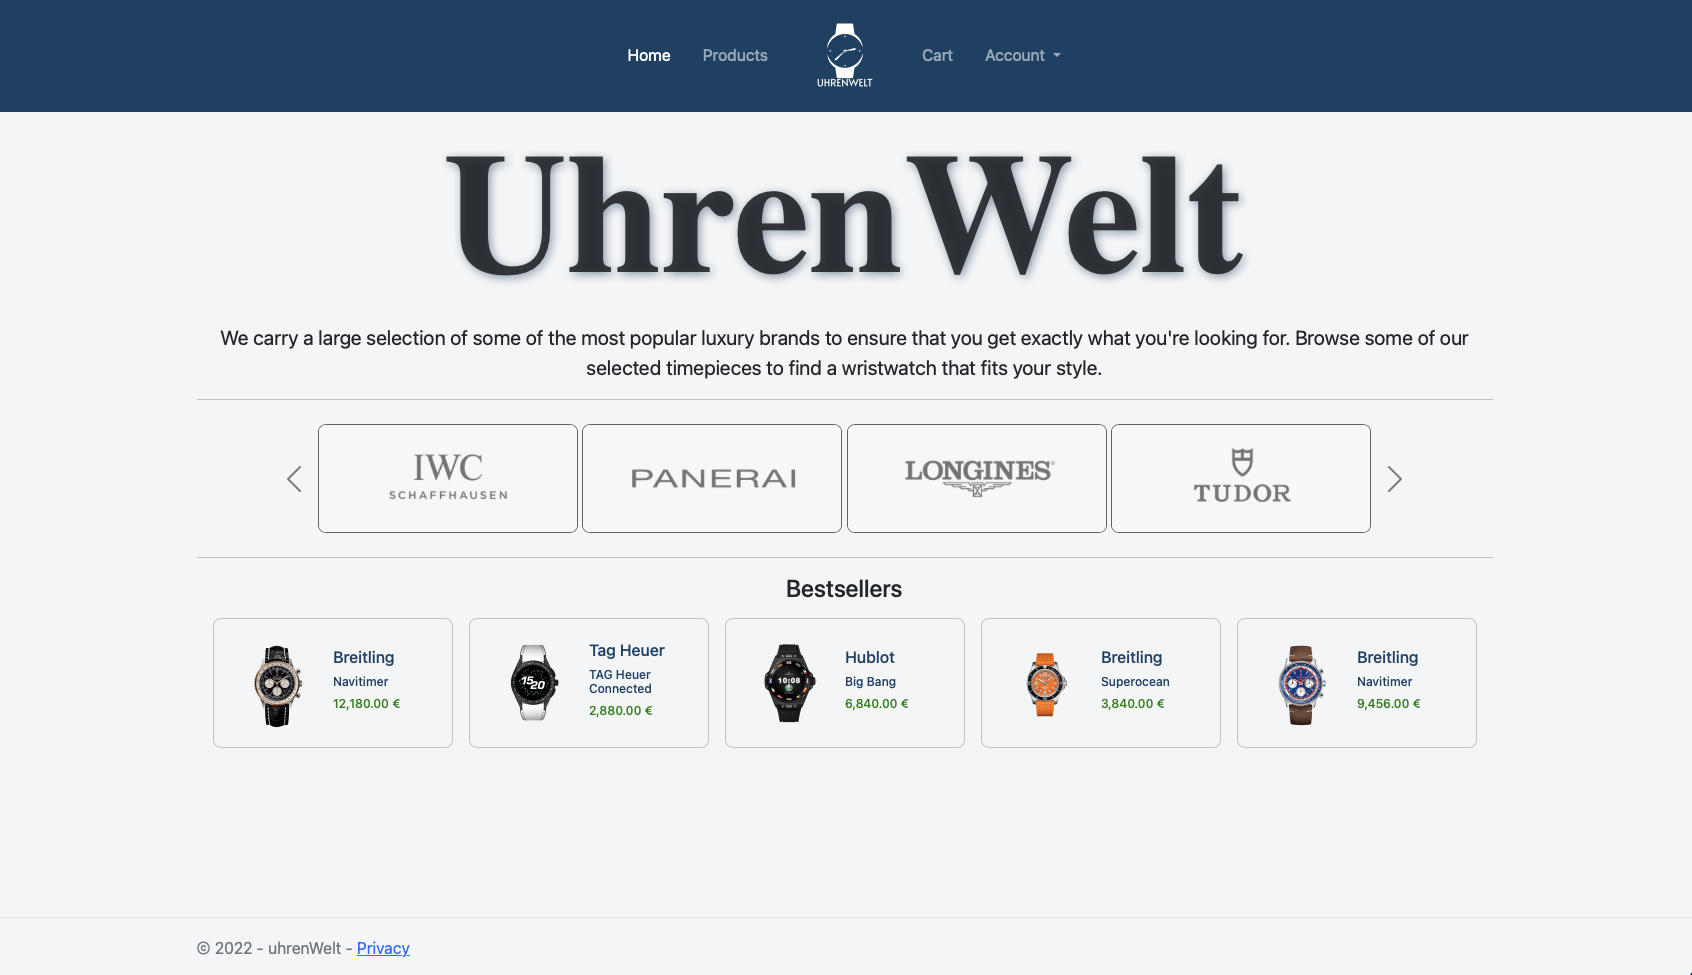 Home
Products
UHRENWELT
Cart
Account
UhrenWelt
We carry a large selection of some of the most popular luxury brands to ensure that you get exactly what you're looking for. Browse some of our
selected timepieces to find a wristwatch that fits your style.
IWC
SCHAFFHAUSEN
PANERAI
LONGINES®
TUDOR
Bestsellers
Breitling
Navitimer
12,180.00 €
15
20
Tag Heuer
TAG Heuer
Connected
2,880.00 €
10:08
Hublot
Big Bang
6,840.00 €
Breitling
Superocean
3,840.00 €
Breitling
Navitimer
9,456.00 €
© 2022 - uhrenWelt - Privacy